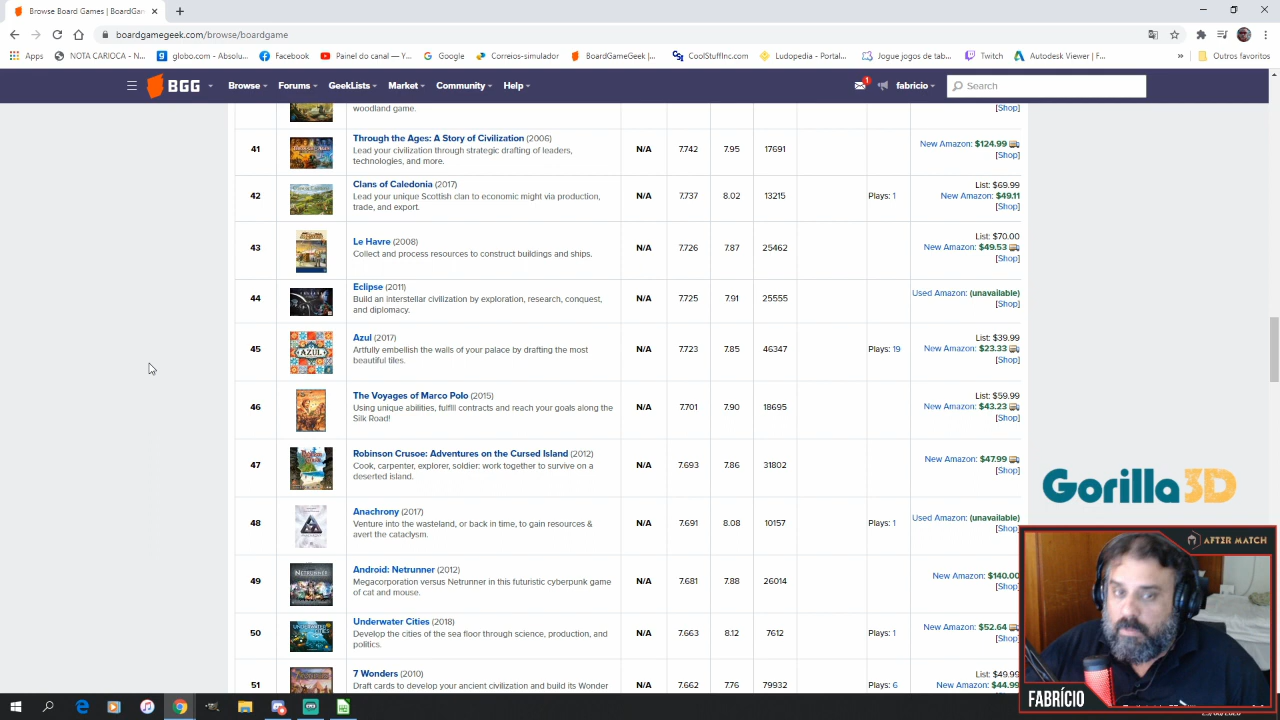 Browse Board Games | BoardGa
boardgamegeek.com/browse/boardgame
Apps NOTA CARIOCA - N... globo.com - Absolut... Facebook Painel do canal — Y... Google Correios-simulador BoardGameGeek |... CoolStuffInc.com Ludopedia - Portal... Jogue jogos de tab... Twitch Autodesk Viewer | F... » Outros favoritos
BGG Browse Forums GeekLists Market Community Help 1 fabricio Search
woodland game. [Shop]
41 Through the Ages: A Story of Civilization (2006) N/A 7.742 7.95 17691 New Amazon: $124.99
Lead your civilization through strategic drafting of leaders, [Shop]
technologies, and more.
42 Clans of Caledonia (2017) N/A 7.737 8.02 13215 Plays: 1 List: $69.99
Lead your unique Scottish clan to economic might via production, New Amazon: $49.11
trade, and export. [Shop]
43 Le Havre (2008) N/A 7.726 7.87 25462 List: $70.00
Collect and process resources to construct buildings and ships. New Amazon: $49.53
[Shop]
44 Eclipse (2011) N/A 7.725 7.91 25555 Used Amazon: (unavailable)
Build an interstellar civilization by exploration, research, conquest, [Shop]
and diplomacy.
45 AZUL Azul (2017) N/A 7.723 7.85 46347 Plays: 19 List: $39.99
Artfully embellish the walls of your palace by drafting the most New Amazon: $23.33
beautiful tiles. [Shop]
46 The Voyages of Marco Polo (2015) N/A 7.701 7.90 18695 List: $59.99
Using unique abilities, fulfill contracts and reach your goals along the New Amazon: $43.23
Silk Road! [Shop]
47 Robinson Crusoe: Adventures on the Cursed Island (2012) N/A 7.693 7.86 31802 New Amazon: $47.99
Cook, carpenter, explorer, soldier: work together to survive on a [Shop]
deserted island.
Gorilla3D
48 Anachrony (2017) N/A 7.691 8.08 10157 Plays: 1 Used Amazon: (unavailable)
Venture into the wasteland, or back in time, to gain resources & [Shop]
avert the cataclysm.
AFTER MATCH
49 NETRUNNER Android: Netrunner (2012) N/A 7.681 7.88 26014 New Amazon: $140.00
Megacorporation versus Netrunner in this futuristic cyberpunk game [Shop]
of cat and mouse.
50 Underwater Cities (2018) N/A 7.663 8.12 7612 Plays: 1 New Amazon: $52.64
Develop the cities of the sea floor through science, production, and [Shop]
politics.
51 7 Wonders (2010) N/A 7.662 7.76 79932 Plays: 6 List: $49.99
Draft cards to develop your ancient civilization and build its Wonder New Amazon: $44.99
FABRÍCIO